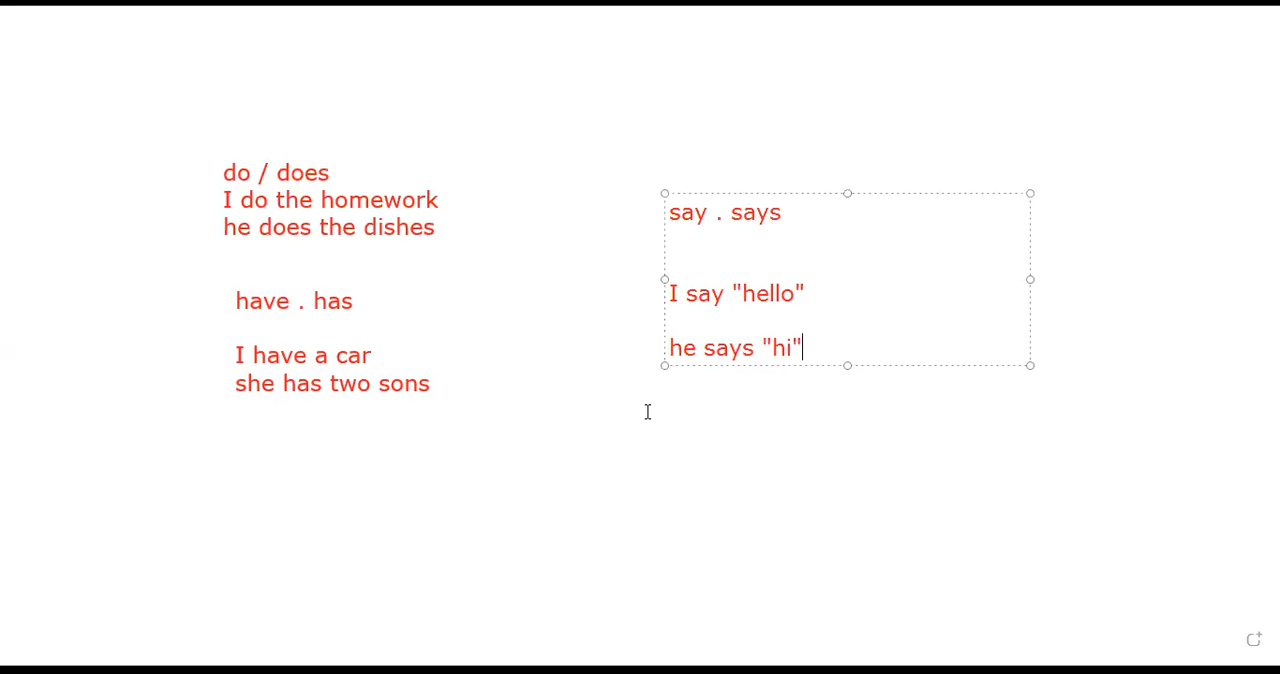 do / does
I do the homework
he does the dishes
have . has
I have a car
she has two sons
say . says
I say "hello"
he says "hi"